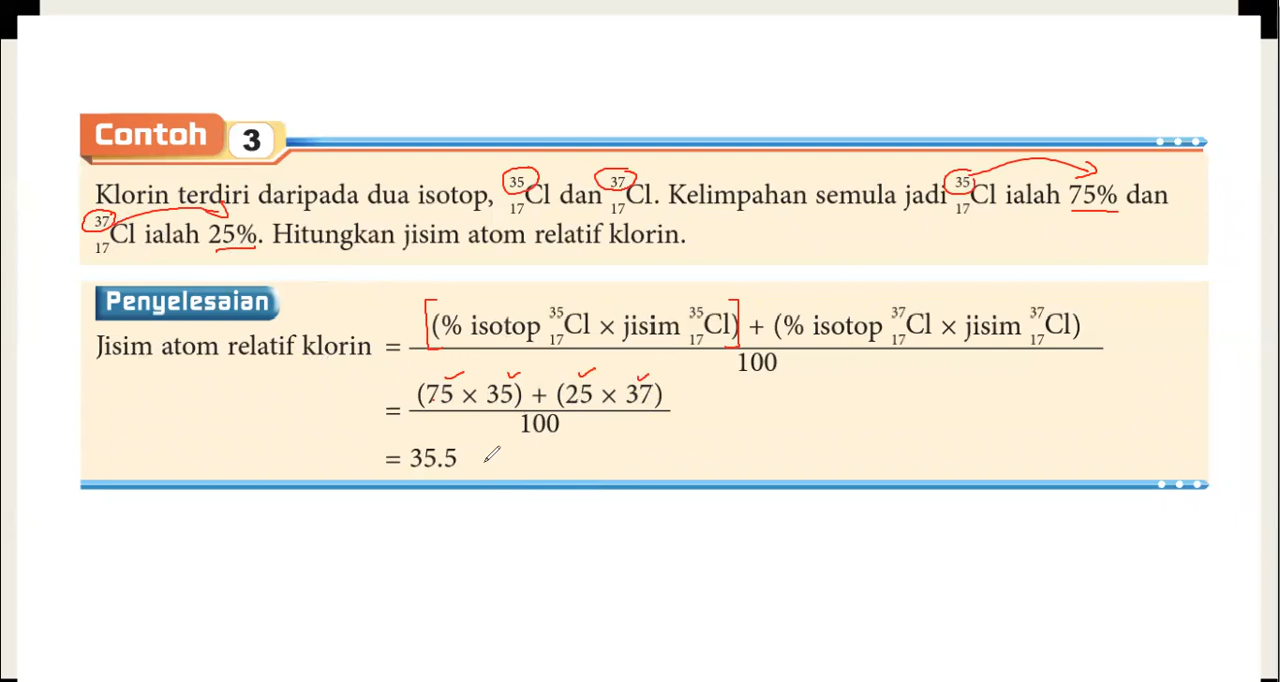 Contoh 3
Klorin terdiri daripada dua isotop, ³⁵₁₇Cl dan ³⁷₁₇Cl. Kelimpahan semula jadi ³⁵₁₇Cl ialah 75% dan
³⁷₁₇Cl ialah 25%. Hitungkan jisim atom relatif klorin.
Penyelesaian
Jisim atom relatif klorin = (% isotop ³⁵₁₇Cl × jisim ³⁵₁₇Cl) + (% isotop ³⁷₁₇Cl × jisim ³⁷₁₇Cl)
100
= (75 × 35) + (25 × 37)
100
= 35.5